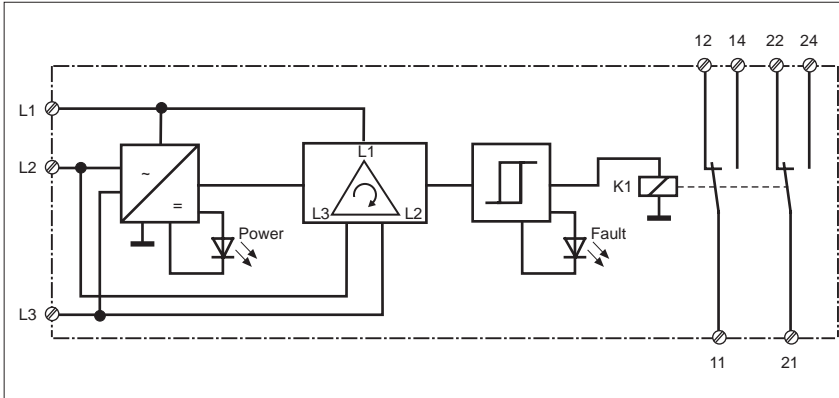 12 14 22 24
L1
L2
~
=
L1
L3 L2
K1
Power
Fault
L3
11 21